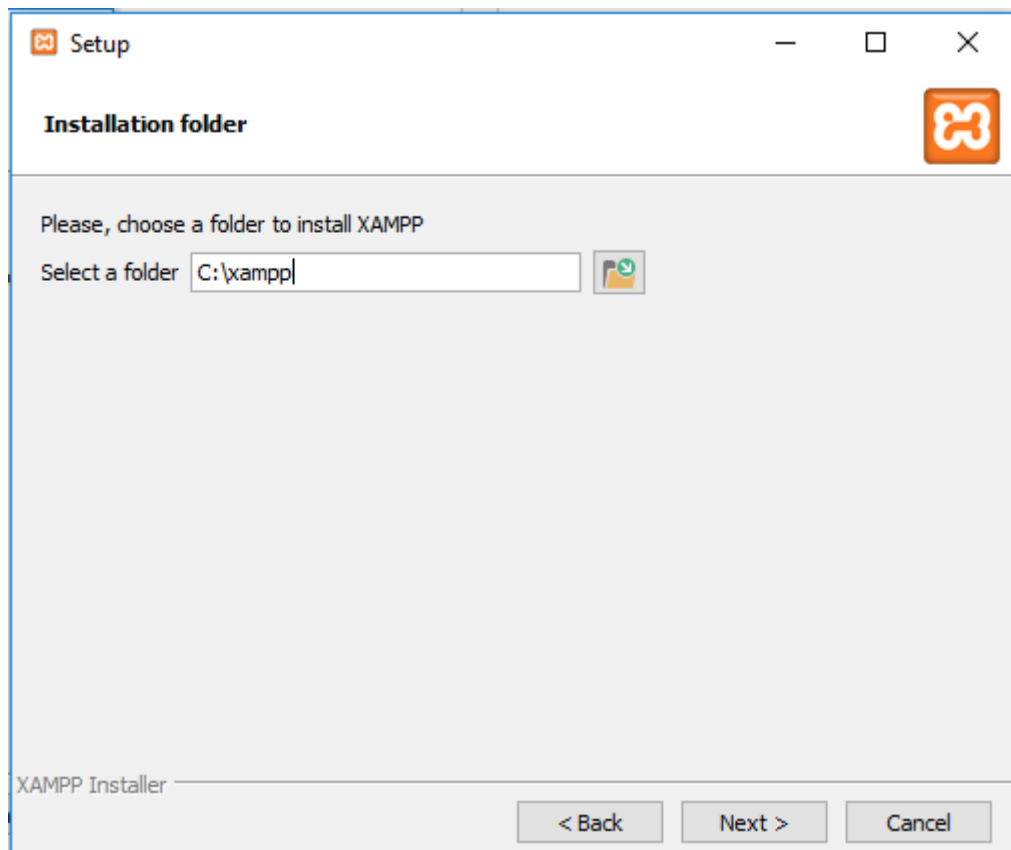 Setup
Installation folder
Please, choose a folder to install XAMPP
Select a folder C:\xampp
XAMPP Installer
< Back Next > Cancel